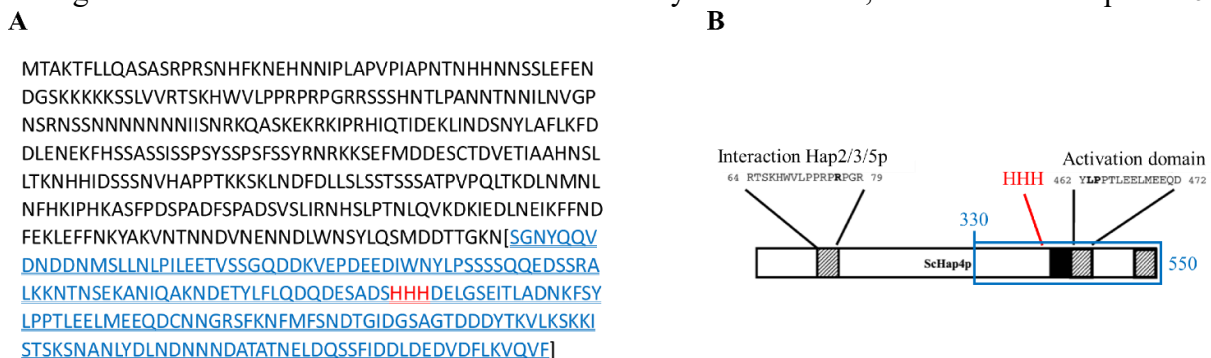 A
MTAKTFLLQASASRPRSNHFKNEHNNIPLAPVPIAPNTNHHNNSSLEFEN
DGSKKKKKSSLVVRTSKHWVLPPRPRPGRRSSSHNTLPANNTNNILNVGP
NSRNSSNNNNNNNIISNRKQASKEKRKIPRHIQTIDEKLINDSNYLAFLKFD
DLENEKFHSSASSISSPSYSSPSFSSYRNRKKSEFMDDESCTDVETIAAHNSL
LTKNHHIDSSSNVHAPPTKKSKLNDFDLLSLSSTSSSATPVPQLTKDLNMNL
NFHKIPHKASFPDSPADFSPADSVSLIRNHSLPTNLQVKDKIEDLNEIKFFND
FEKLEFFNKYAKVNTNNDVNENNDLWNSYLQSMDDTTGKN[SGNYQQV
DNDDNMSLLNLPILEETVSSGQDDKVEPDEEDIWNYLPSSSSQQEDSSRA
LKKNTNSEKANIQAKNDETYLFLQDQDESADSHHHDELGSEITLADNKFSY
LPPTLEELMEEQDCNNGRSFKNFMFSNDTGIDGSAGTDDDYTKVLKSKKI
STSKSNANLYDLNDNNNDATATNELDQSSFIDDLDEDVDFLKVQVF]
B
Interaction Hap2/3/5p
64 RTSKHWVLPPRPRPGR 79
HHH
Activation domain
462 YLPPTLEELMEEQD 472
330
ScHap4p
550